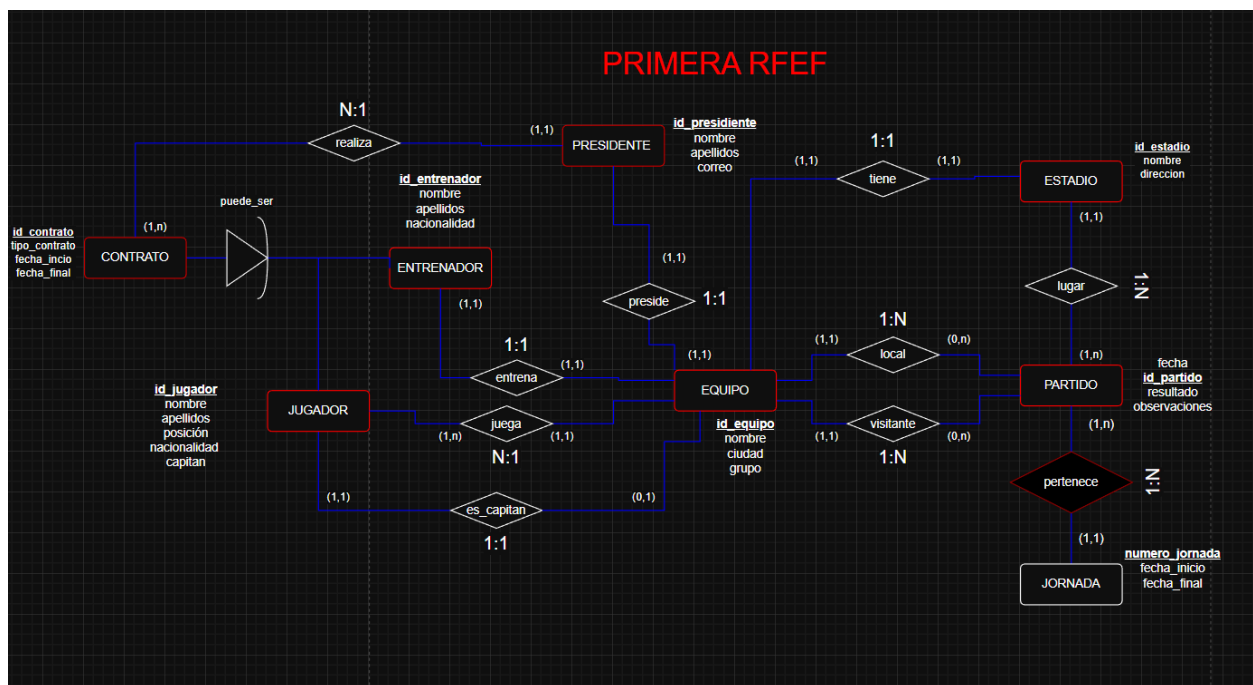 PRIMERA RFEF
N:1
realiza
(1,1)
PRESIDENTE
id_presidiente
nombre
apellidos
correo
1:1
(1,1)
tiene
(1,1)
id_estadio
nombre
direccion
ESTADIO
id_entrenador
nombre
apellidos
nacionalidad
puede_ser
(1,n)
id_contrato
tipo_contrato
fecha_incio
fecha_final
CONTRATO
ENTRENADOR
(1,1)
(1,1)
preside
1:1
(1,1)
lugar
1:N
(1,1)
1:1
(1,1)
entrena
(1,1)
EQUIPO
id_equipo
nombre
ciudad
grupo
1:N
(1,1)
local
(0,n)
(1,n)
PARTIDO
fecha
id_partido
resultado
observaciones
id_jugador
nombre
apellidos
posición
nacionalidad
capitan
JUGADOR
(1,n)
juega
(1,1)
N:1
(1,1)
visitante
(0,n)
1:N
(1,n)
pertenece
1:N
(1,1)
es_capitan
(0,1)
1:1
(1,1)
JORNADA
numero_jornada
fecha_inicio
fecha_final